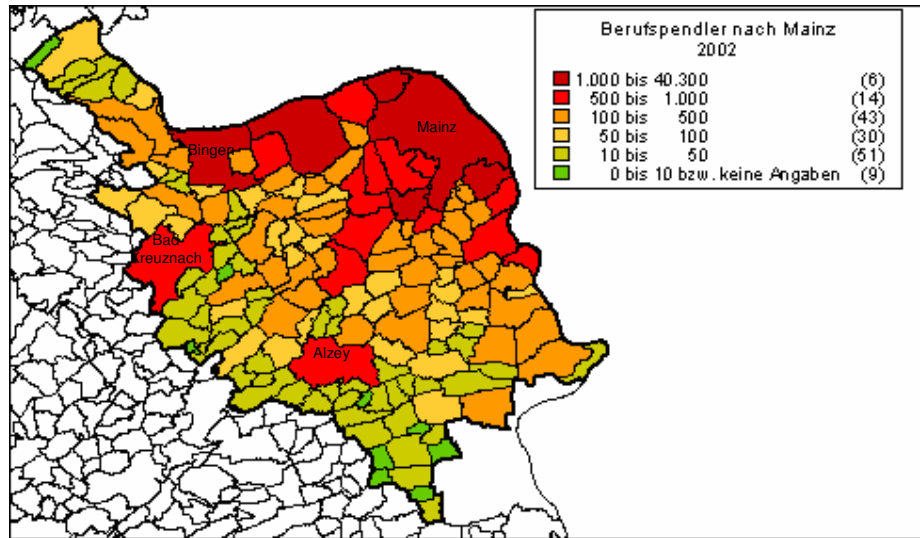 Berufspendler nach Mainz
2002
1.000 bis 40.300 (6)
500 bis 1.000 (14)
100 bis 500 (43)
50 bis 100 (30)
10 bis 50 (51)
0 bis 10 bzw. keine Angaben (9)
Mainz
Bingen
Bad
Kreuznach
Alzey